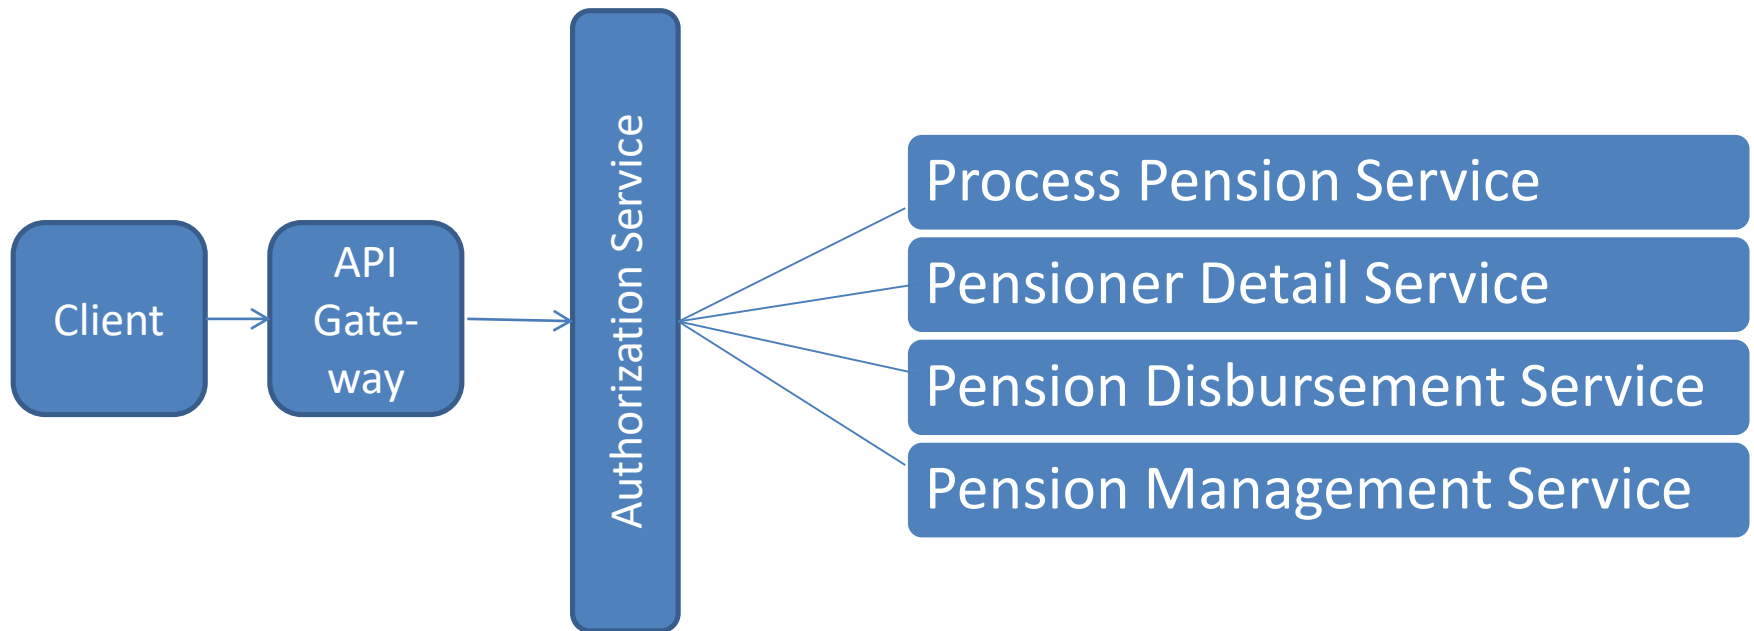 Client
API
Gate-
way
Authorization Service
Process Pension Service
Pensioner Detail Service
Pension Disbursement Service
Pension Management Service